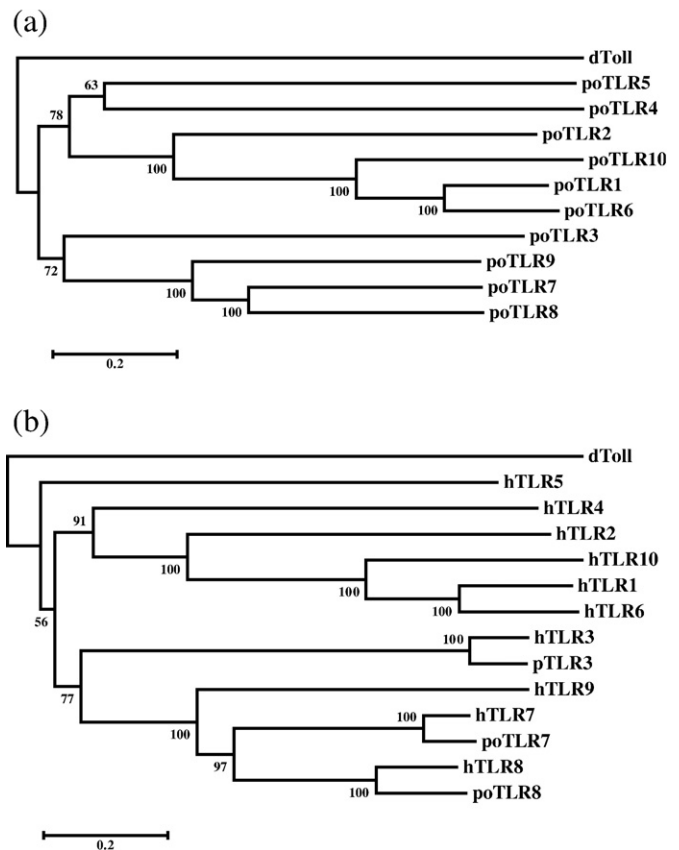 (a)
dToll
poTLR5
63
poTLR4
78
poTLR2
100
poTLR10
100
poTLR1
100
poTLR6
poTLR3
72
poTLR9
100
poTLR7
100
poTLR8
0.2
(b)
dToll
hTLR5
hTLR4
91
hTLR2
100
hTLR10
100
hTLR1
100
hTLR6
56
hTLR3
100
pTLR3
77
hTLR9
100
hTLR7
100
poTLR7
97
hTLR8
100
poTLR8
0.2